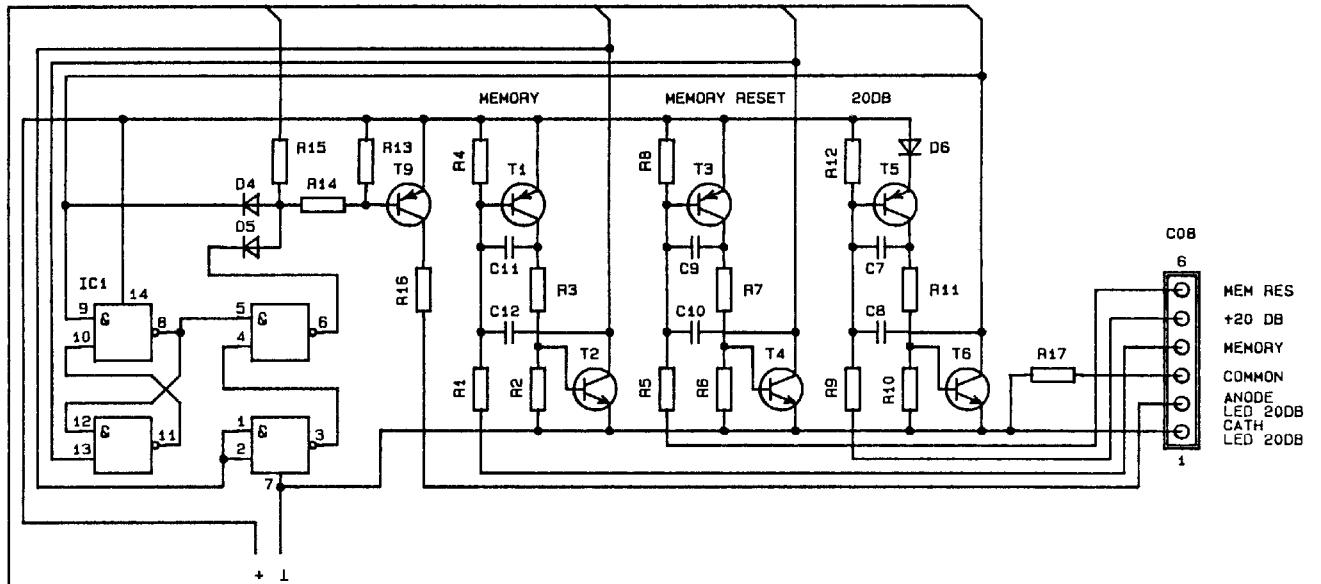 MEMORY
MEMORY RESET
20DB
R15
R13
T9
R4
T1
R8
T3
R12
T5
D6
D4
R14
D5
C08
6
C11
C9
C7
IC1
14
R16
R3
R7
R11
MEM RES
9
&
8
5
&
6
C12
C10
C8
+20 DB
10
4
MEMORY
T2
T4
T6
R17
COMMON
R1
R2
R5
R6
R9
R10
ANODE
LED 20DB
12
&
11
1
&
3
CATH
LED 20DB
13
2
7
1
+ ⊥